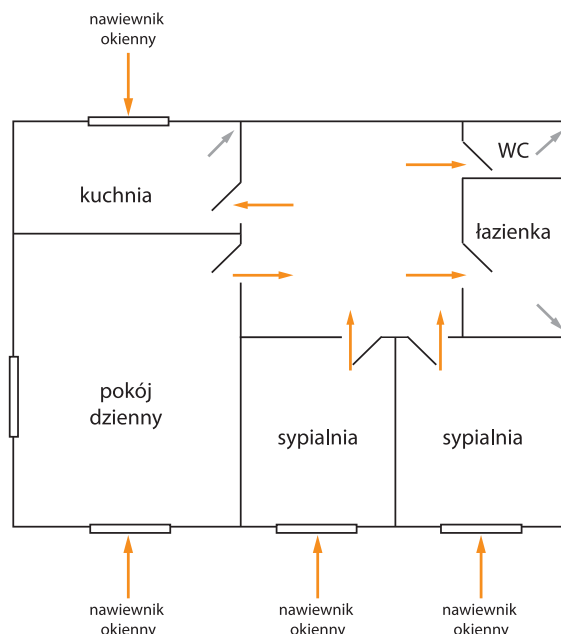 nawiewnik
okienny
WC
kuchnia
łazienka
pokój
dzienny
sypialnia
sypialnia
nawiewnik
okienny
nawiewnik
okienny
nawiewnik
okienny